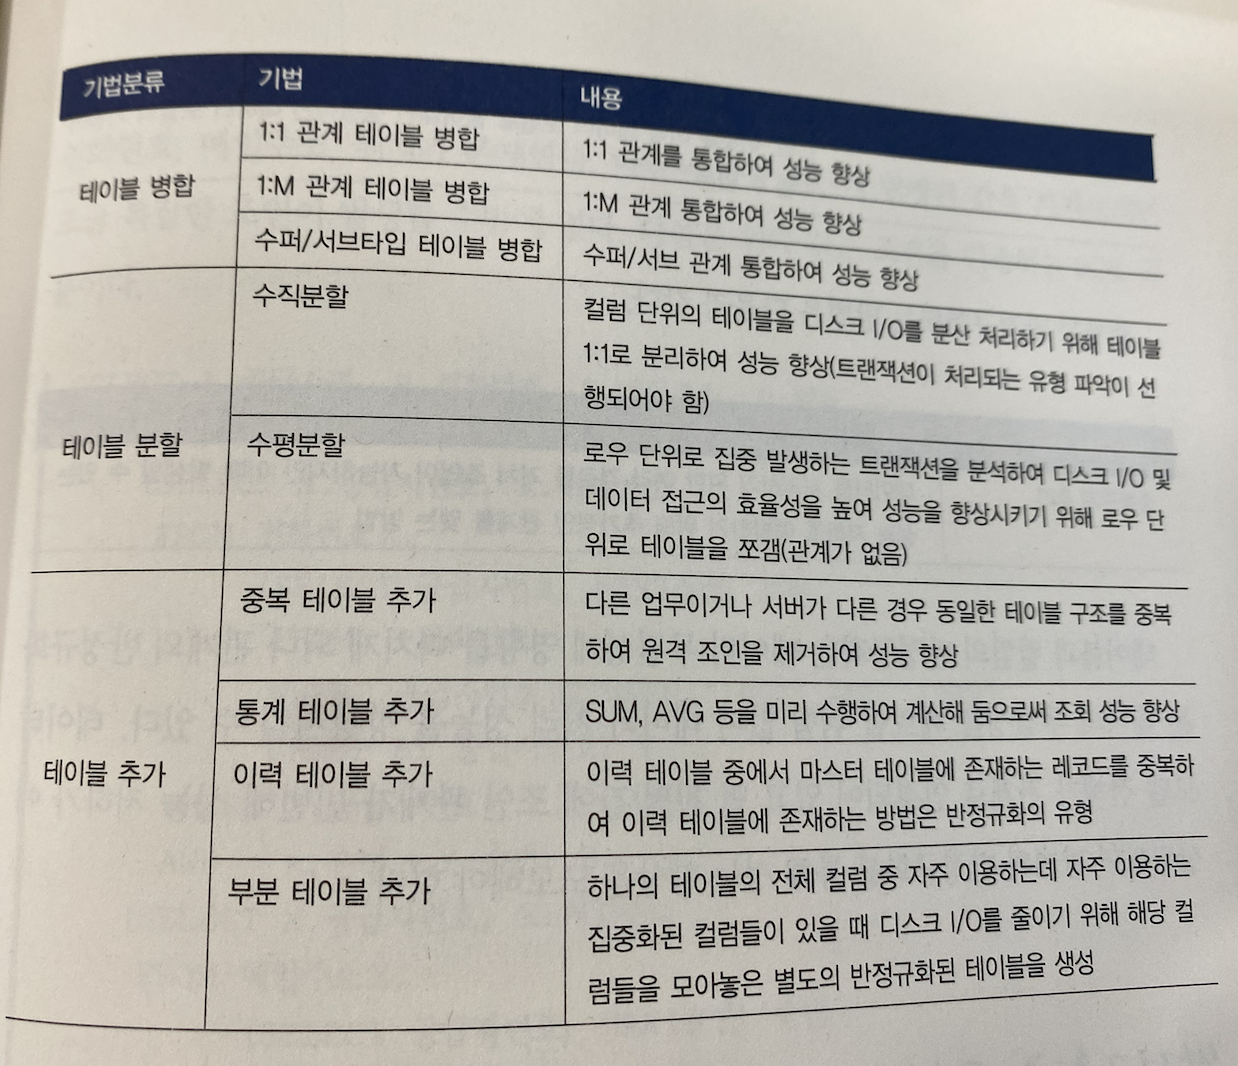 기법분류 기법 내용
테이블 병합
1:1 관계 테이블 병합
1:1 관계를 통합하여 성능 향상
1:M 관계 테이블 병합
1:M 관계 통합하여 성능 향상
수퍼/서브타입 테이블 병합
수퍼/서브 관계 통합하여 성능 향상
테이블 분할
수직분할
컬럼 단위의 테이블을 디스크 I/O를 분산 처리하기 위해 테이블
1:1로 분리하여 성능 향상(트랜잭션이 처리되는 유형 파악이 선
행되어야 함)
수평분할
로우 단위로 집중 발생하는 트랜잭션을 분석하여 디스크 I/O 및
데이터 접근의 효율성을 높여 성능을 향상시키기 위해 로우 단
위로 테이블을 쪼갬(관계가 없음)
테이블 추가
중복 테이블 추가
다른 업무이거나 서버가 다른 경우 동일한 테이블 구조를 중복
하여 원격 조인을 제거하여 성능 향상
통계 테이블 추가
SUM, AVG 등을 미리 수행하여 계산해 둠으로써 조회 성능 향상
이력 테이블 추가
이력 테이블 중에서 마스터 테이블에 존재하는 레코드를 중복하
여 이력 테이블에 존재하는 방법은 반정규화의 유형
부분 테이블 추가
하나의 테이블의 전체 컬럼 중 자주 이용하는데 자주 이용하는
집중화된 컬럼들이 있을 때 디스크 I/O를 줄이기 위해 해당 컬
럼들을 모아놓은 별도의 반정규화된 테이블을 생성